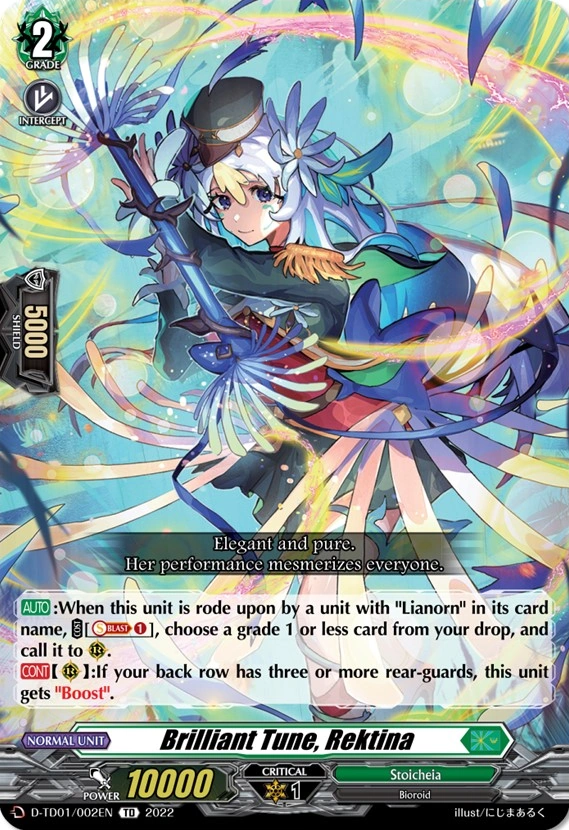 2
GRADE
INTERCEPT
5000
SHIELD
Elegant and pure.
Her performance mesmerizes everyone.
AUTO:When this unit is rode upon by a unit with "Lianorn" in its card
name, [S BLAST 1], choose a grade 1 or less card from your drop, and
call it to .
CONT【 】:If your back row has three or more rear-guards, this unit
gets "Boost".
NORMAL UNIT
Brilliant Tune, Rektina
POWER 10000
CRITICAL
1
Stoicheia
Bioroid
D-TD01/002EN TD 2022
illust/にじまあるく